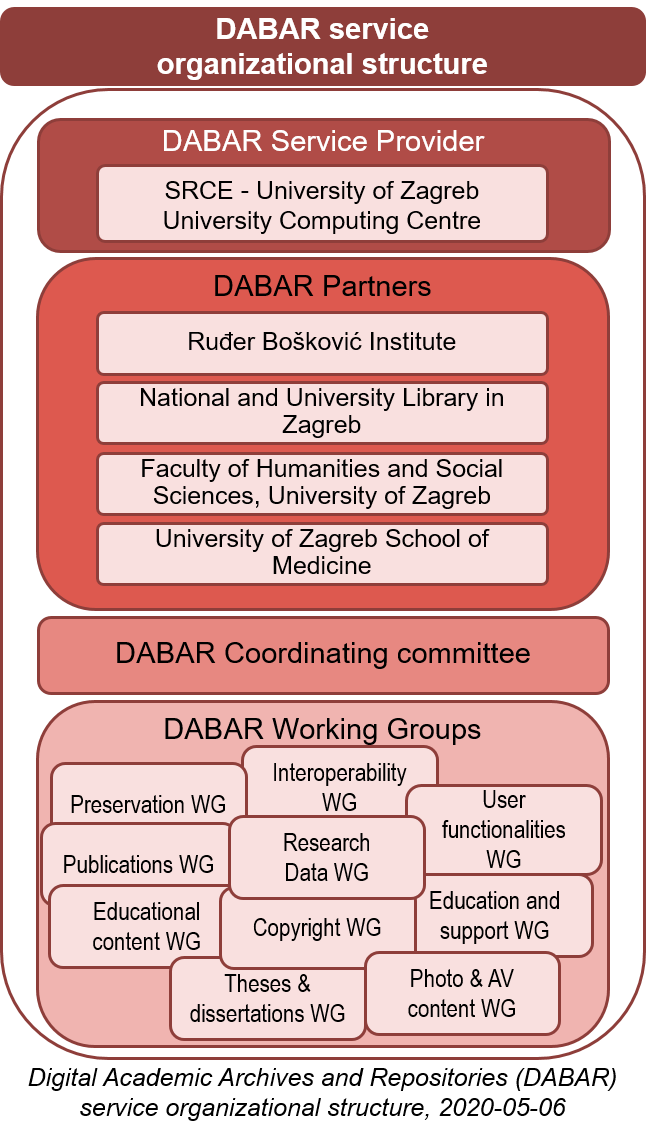 DABAR service
organizational structure
DABAR Service Provider
SRCE - University of Zagreb
University Computing Centre
DABAR Partners
Ruđer Bošković Institute
National and University Library in
Zagreb
Faculty of Humanities and Social
Sciences, University of Zagreb
University of Zagreb School of
Medicine
DABAR Coordinating committee
DABAR Working Groups
Preservation WG
Interoperability
WG
User
functionalities
WG
Publications WG
Research
Data WG
Educational
content WG
Copyright WG
Education and
support WG
Theses &
dissertations WG
Photo & AV
content WG
Digital Academic Archives and Repositories (DABAR)
service organizational structure, 2020-05-06